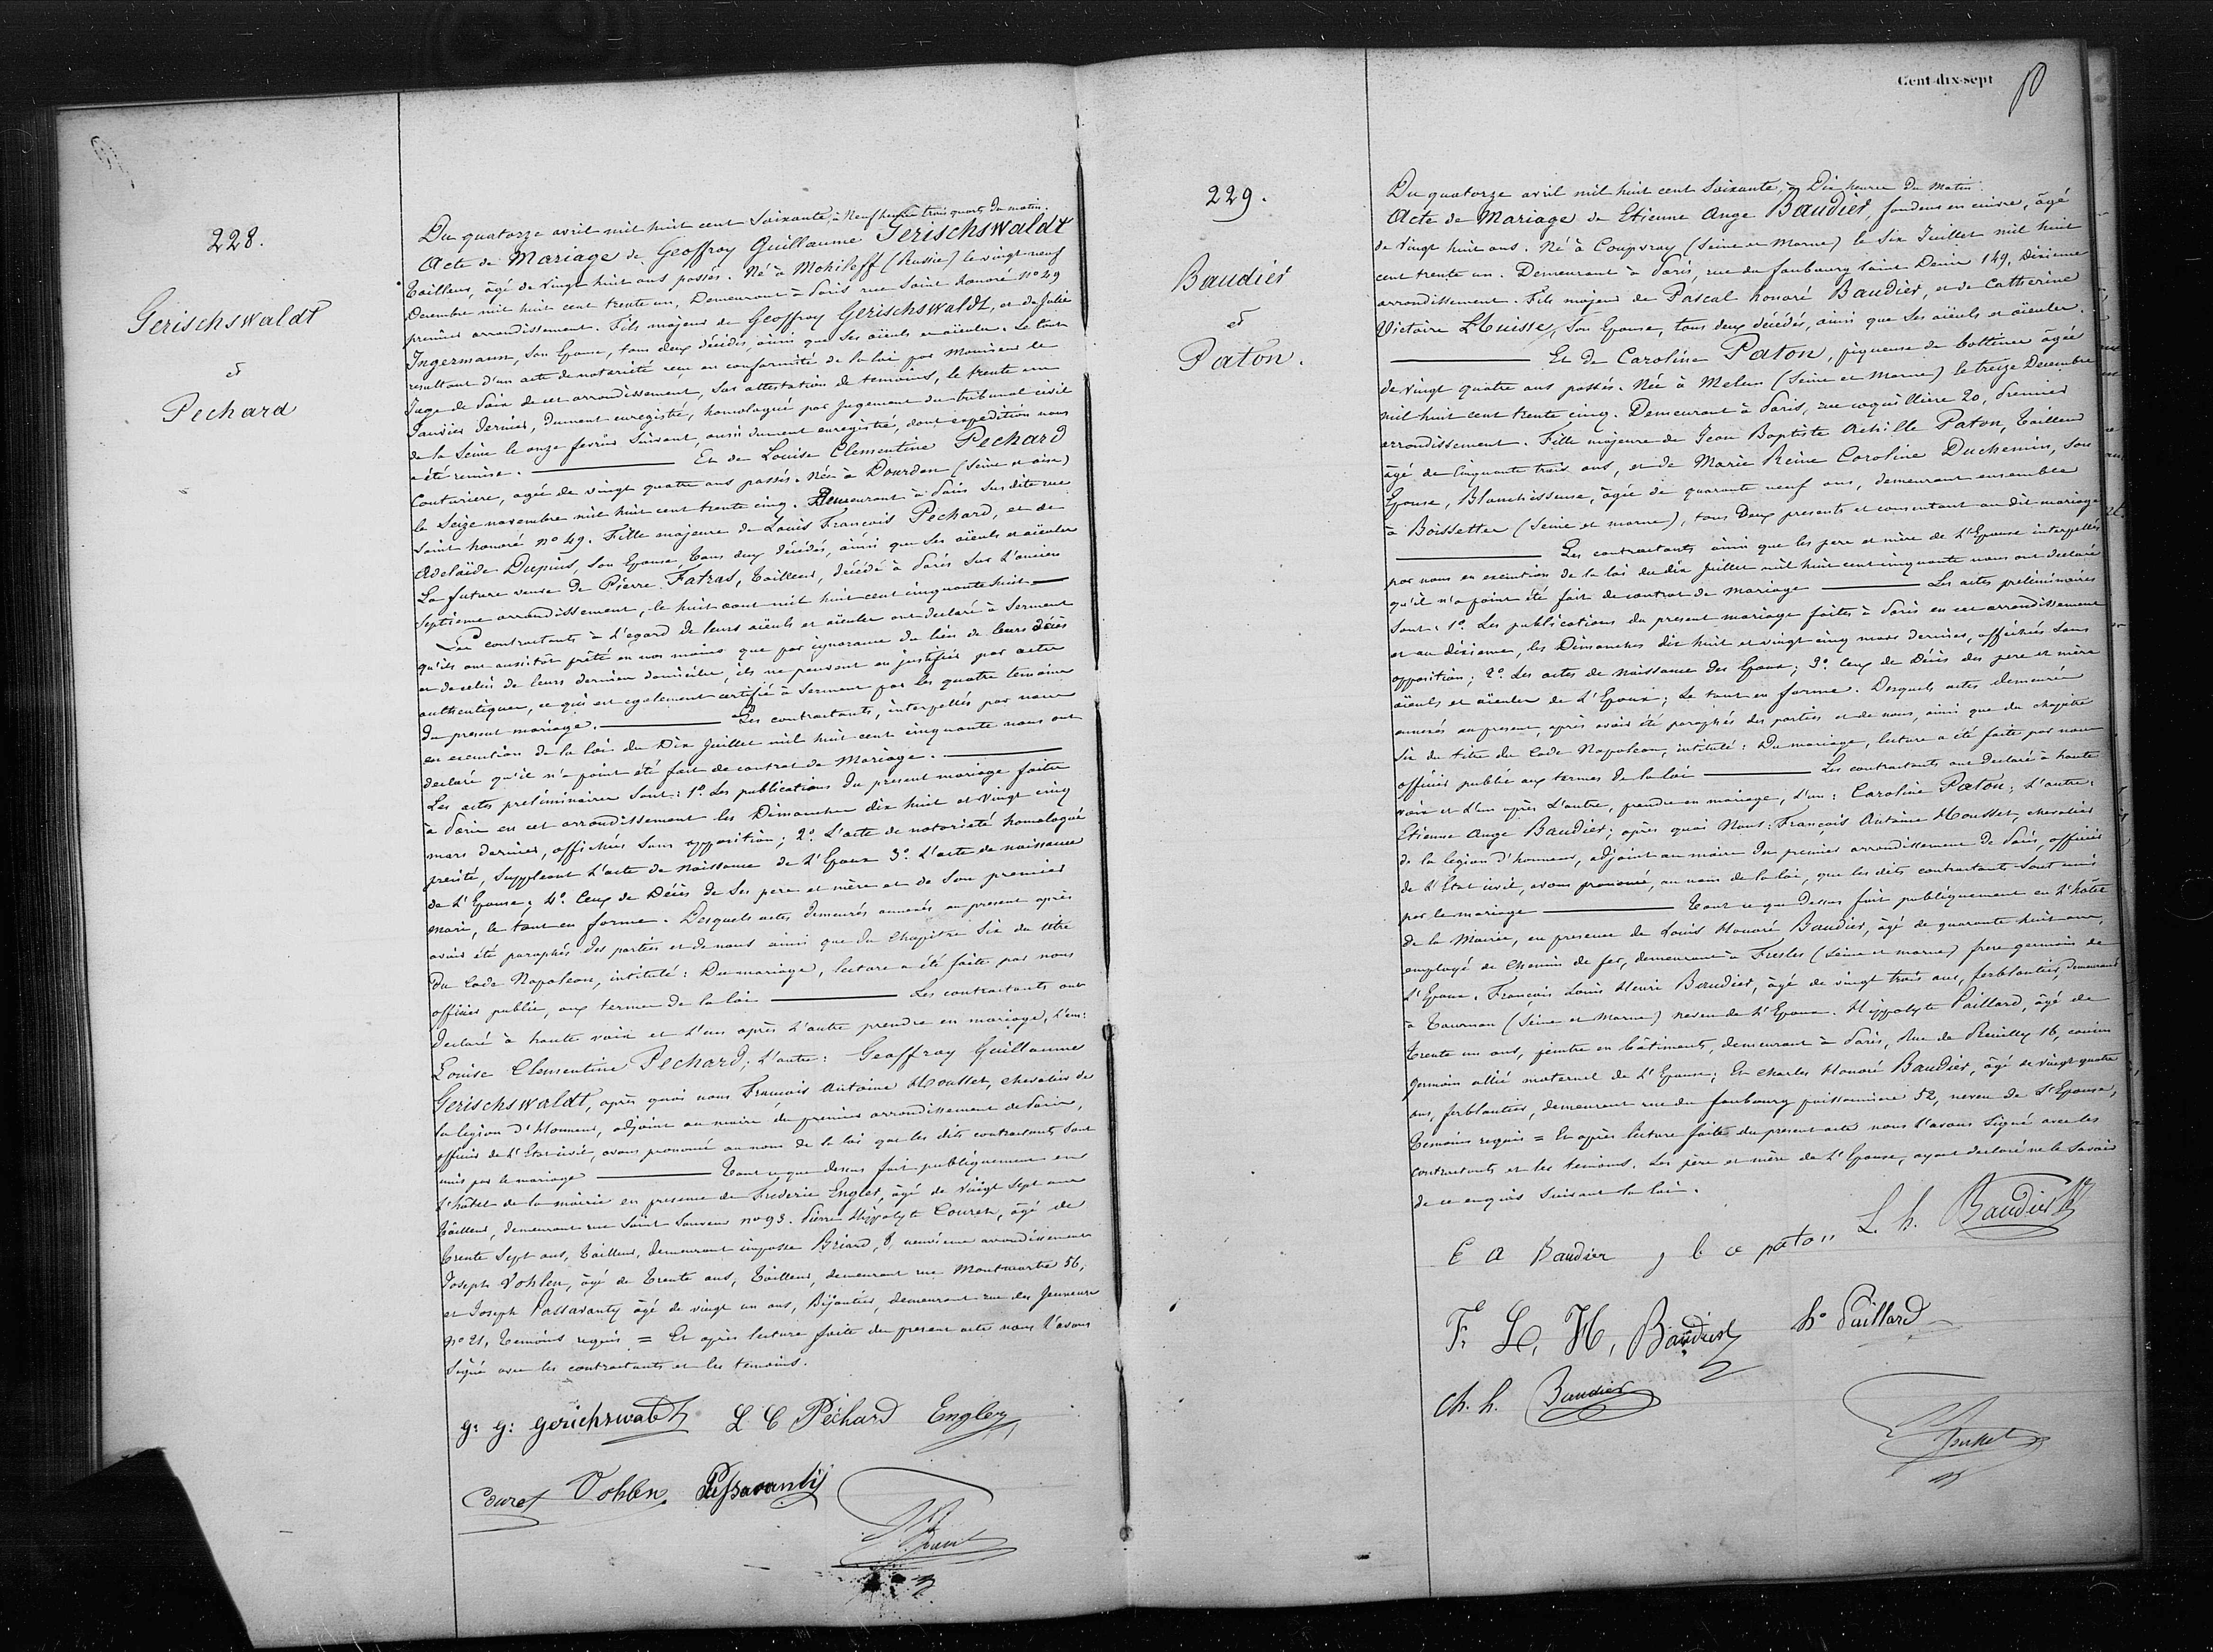 228.
Gerischswaldt
et
Pechard
Du quatorze avril mil huit cent Soixante, à Neuf heures trois quarts du matin.
Acte de Mariage de Geoffroy Guillaume Gerischswaldt
Tailleur, âgé de vingt huit ans passés. Né à Mohileff (Russie) le vingt-neuf
Decembre mil huit cent trente un, Demeurant à Paris rue Saint honoré No 49
premier arrondissement. Fils majeur de Geoffroy Gerischswaldt, et de Julie
Ingermann, son Epouse, tous deux décédés, ainsi que ses aïeuls et aïeules. Le tout
resultant d'un acte de notoriété reçu en conformité de la loi par Monsieur le
Juge de Paix de cet arrondissement, sur attestation de temoins, le trente un
Janvier dernier, Dument enregistré, homologué par Jugement du tribunal civil
de la Seine le onze fevrier suivant, aussi dument enregistré, dont expedition nous
a été remise. Et de Louise Clementine Pechard
Couturiere, agée de vingt quatre ans passés. Née à Dourdan (Seine et oise)
le Seize novembre mil huit cent trente cinq. Demeurant à Paris susdite rue
Saint honoré no 49. Fille majeure de Louis François Pechard, et de
Adelaïde Dupuis, son Epouse, tous deux décédés, ainsi que ses aïeuls et aïeules
La future veuve de Pierre Fatras, tailleur, décédé à Paris sur l'ancien
septieme arrondissement, le huit aout mil huit cent cinquante huit
Les contractants à l'egard de leurs aïeuls et aïeules ont declaré à Serment
qu'ils ont aussitôt prêté en nos mains que par ignorance du lieu de leurs décès
et de celui de leurs derniers domiciles, ils ne peuvent en justifier par actes
authentiques, ce qui est egalement certifié à Serment par les quatre temoins
du present mariage. Les contractants, interpellés par nous
en execution de la loi du Dix Juillet mil huit cent cinquante nous ont
declaré qu'il n'a point été fait de contrat de Mariage.
Les actes preliminaires sont: 1o Les publications du present mariage faites
à Paris en cet arrondissement les Dimanches dix huit et vingt cinq
mars dernier, affichées sans opposition; 2o L'acte de notorieté homologué
precité, suppleant l'acte de Naissance de l'Epoux 3o L'acte de naissance
de l'Epouse; 4o Ceux de Décès de ses pere et mère et de son premier
mari, le tout en forme. Desquels actes demeurés annexés au present après
avoir été paraphés des parties et de nous ainsi que du Chapitre Six du titre
du Code Napoleon, intitulé: Du mariage, lecture a été faite par nous
officier public, aux termes de la loi Les contractants ont
declaré à haute voix et l'un après l'autre prendre en mariage, l'un:
Louise Clementine Pechard; l'autre: Geoffroy Guillaume
Gerischswaldt, après quoi nous François Antoine Housset, chevalier de
la legion d'Honneur, adjoint au maire du premier arrondissement de Paris,
officier de l'Etat civil, avons prononcé au nom de la loi que les dits contractants sont
unis par le mariage Tout ce que dessus fait publiquement en
l'hôtel de la mairie en presence de Frederic Engler, âgé de vingt sept ans
tailleur, demeurant rue Saint Sauveur no 93. Pierre Hippolyte Couret, âgé de
trente Sept ans, tailleur, demeurant impasse Briard, 8, neuvieme arrondissement
Joseph Vohlen, âgé de trente ans, tailleur, demeurant rue Montmartre 56,
et Joseph Passavanty âgé de vingt un ans, Bijoutier, demeurant rue des Jeuneurs
No 21, temoins requis = Et après lecture faite du present acte nous l'avons
signé avec les contractants et les temoins.
g: g: gerichswaldt L C Péchard Engler
Couret Vohlen Passavanty
Cent-dix-sept
229.
Baudier
et
Paton.
Du quatorze avril mil huit cent Soixante, à Dix heures du matin.
Acte de Mariage de Etienne Ange Baudier, fondeur en cuivre, âgé
de vingt huit ans. Né à Coupvray (Seine et Marne) le Six Juillet mil huit
cent trente un. Demeurant à Paris, rue du faubourg Saint Denis 149, Dixieme
arrondissement. Fils majeur de Pascal honoré Baudier, et de Catherine
Victoire Lhuisse, son Epouse, tous deux décédés, ainsi que ses aïeuls et aïeules.
Et de Caroline Paton, piqueuse de bottines âgée
de vingt quatre ans passés. Née à Melun (Seine et Marne) le treize Decembre
mil huit cent trente cinq. Demeurant à Paris, rue coquillière 20, Premier
arrondissement. Fille majeure de Jean Baptiste Achille Paton, tailleur
âgé de cinquante trois ans, et de Marie Reine Caroline Duchemin, son
Epouse, Blanchisseuse, âgée de quarante neuf ans, demeurant ensemble
à Boissettes (Seine et marne), tous Deux presents et consentant au dit mariage
Les contractants ainsi que les pere et mère de l'Epouse interpellés
par nous en execution de la loi du dix Juillet mil huit cent cinquante nous ont declaré
qu'il n'a point été fait de contrat de mariage Les actes preliminaires
sont: 1o. Les publications du present mariage faites à Paris en cet arrondissement
et au dixieme, les Dimanches dix huit et vingt cinq mars dernier, affichées sans
opposition; 2o. Les actes de naissance des Epoux; 3o. Ceux de Décès des pere et mère
aïeuls et aïeules de l'Epoux; Le tout en forme. Desquels actes demeurés
annexés au present, après avoir été paraphés des parties et de nous, ainsi que du chapitre
Six du titre du Code Napoleon, intitulé: Du mariage, lecture a été faite par nous
officier public aux termes de la loi Les contractants ont declaré à haute
voix et l'un après l'autre, prendre en mariage, l'un: Caroline Paton; l'autre:
Etienne Ange Baudier; après quoi Nous: François Antoine Housset, chevalier
de la legion d'honneur, adjoint au maire du premier arrondissement de Paris, officier
de l'Etat civil, avons prononcé, au nom de la loi, que les dits contractants sont unis
par le mariage Tout ce que dessus fait publiquement en l'hôtel
de la Mairie, en presence de Louis Honoré Baudier, âgé de quarante huit ans,
employé de Chemin de fer, demeurant à Fresles (Seine et marne) frere germain de
l'Epoux. François Louis Henri Baudier, âgé de vingt trois ans, ferblantier, demeurant
à Tournan (Seine et Marne) neveu de l'Epoux. Hippolyte Paillard, âgé de
trente un ans, peintre en bâtiments, demeurant à Paris, Rue de Reuilly 16, cousin
germain allié maternel de l'Epouse; Et Charles Honoré Baudier, âgé de vingt quatre
ans, ferblantier, demeurant rue du faubourg poissonniere 52, neveu de l'Epouse,
temoins requis = Et après lecture faite du present acte nous l'avons signé avec les
contractants et les temoins. Les père et mère de l'Epouse, ayant declaré ne le savoir
de ce enquis suivant la loi.
E A Baudier
paton L. h. Baudier
F. L. H. Baudier ho Paillard
Ch. h. Baudier